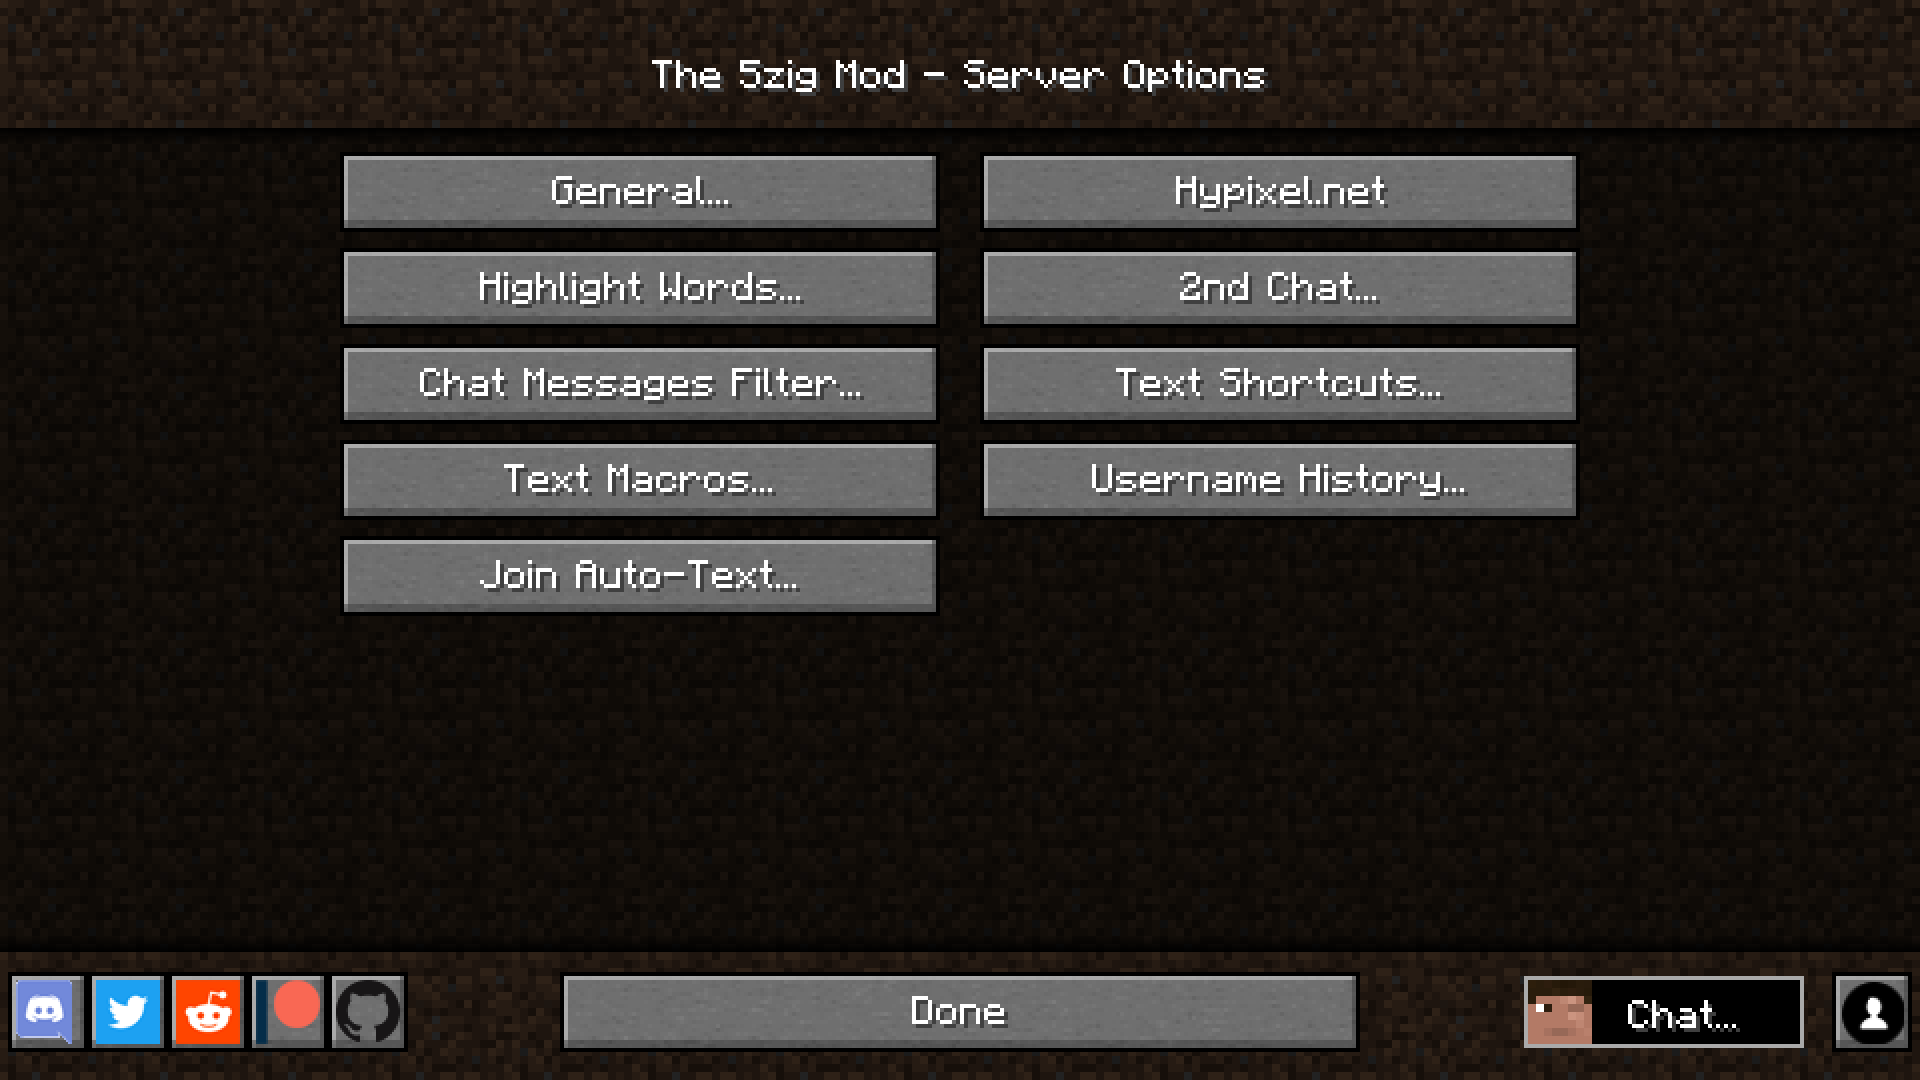 The 5zig Mod - Server Options
General...
Hypixel.net
Highlight Words...
2nd Chat...
Chat Messages Filter...
Text Shortcuts...
Text Macros...
Username History...
Join Auto-Text...
Done
Chat...